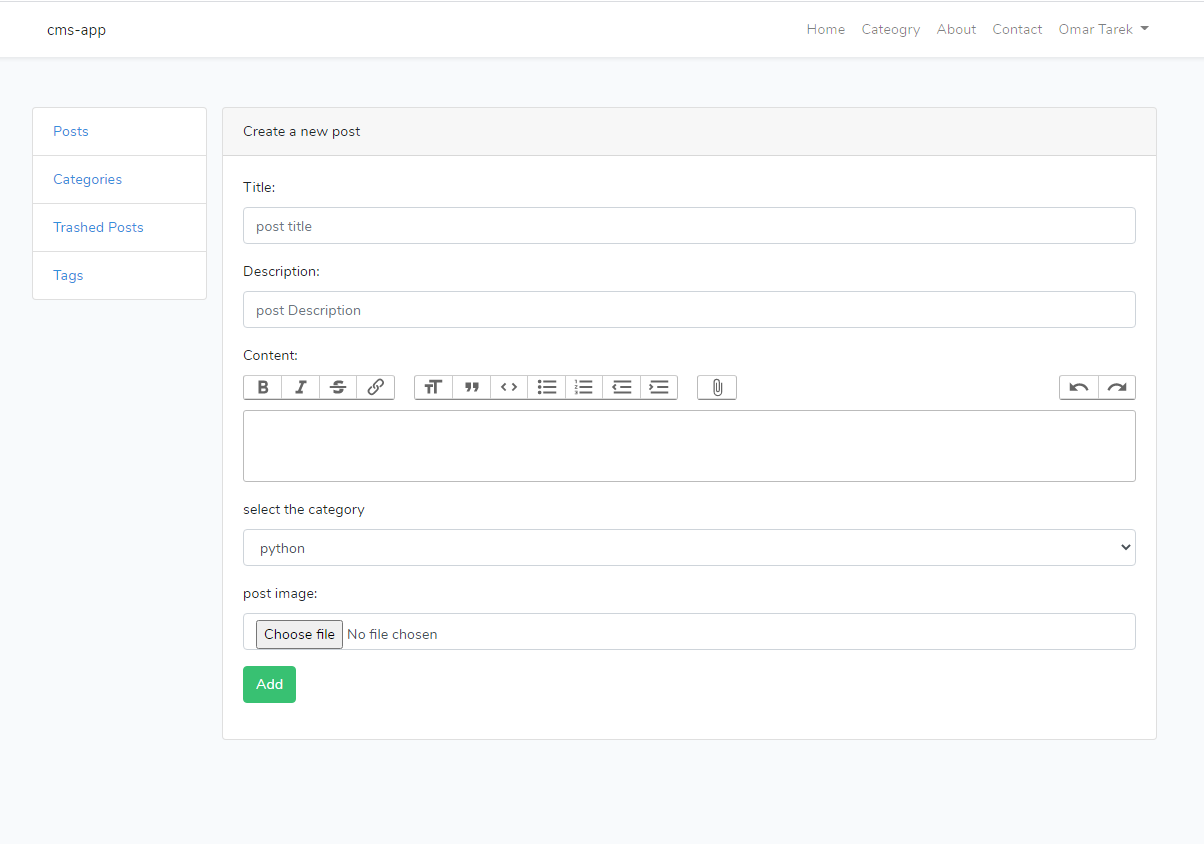 cms-app Home Cateogry About Contact Omar Tarek
Posts
Categories
Trashed Posts
Tags
Create a new post
Title:
post title
Description:
post Description
Content:
select the category
python
post image:
Choose file No file chosen
Add